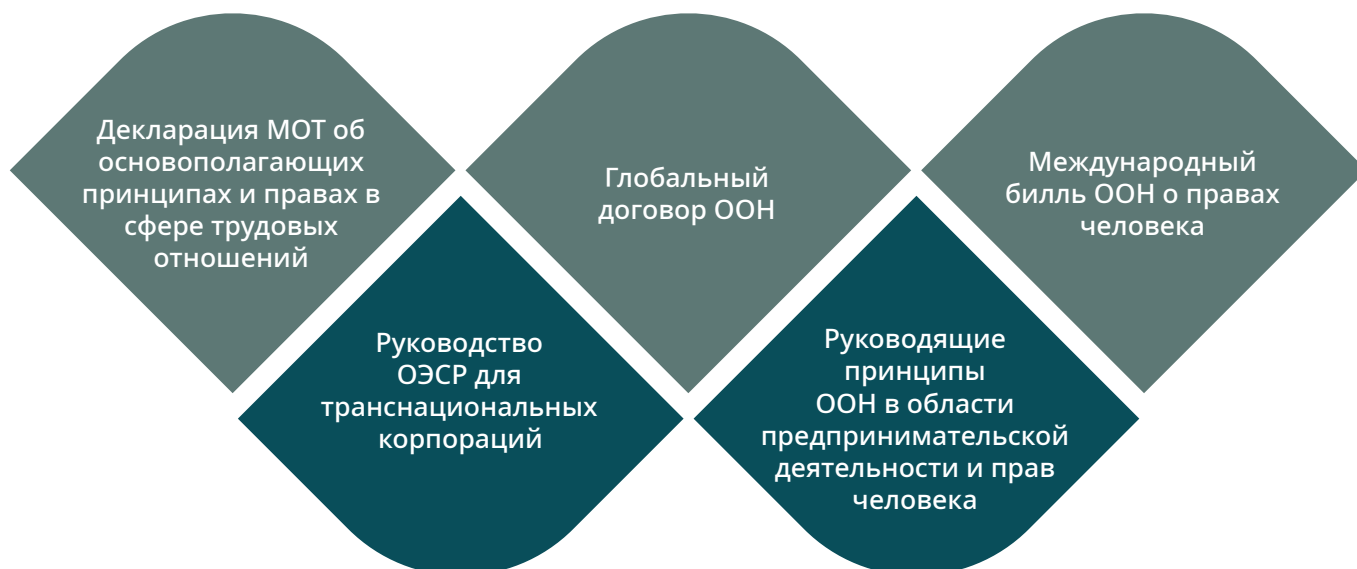 Декларация МОТ об
основополагающих
принципах и правах в
сфере трудовых
отношений
Глобальный
договор ООН
Международный
билль ООН о правах
человека
Руководство
ОЭСР для
транснациональных
корпораций
Руководящие
принципы
ООН в области
предпринимательской
деятельности и прав
человека